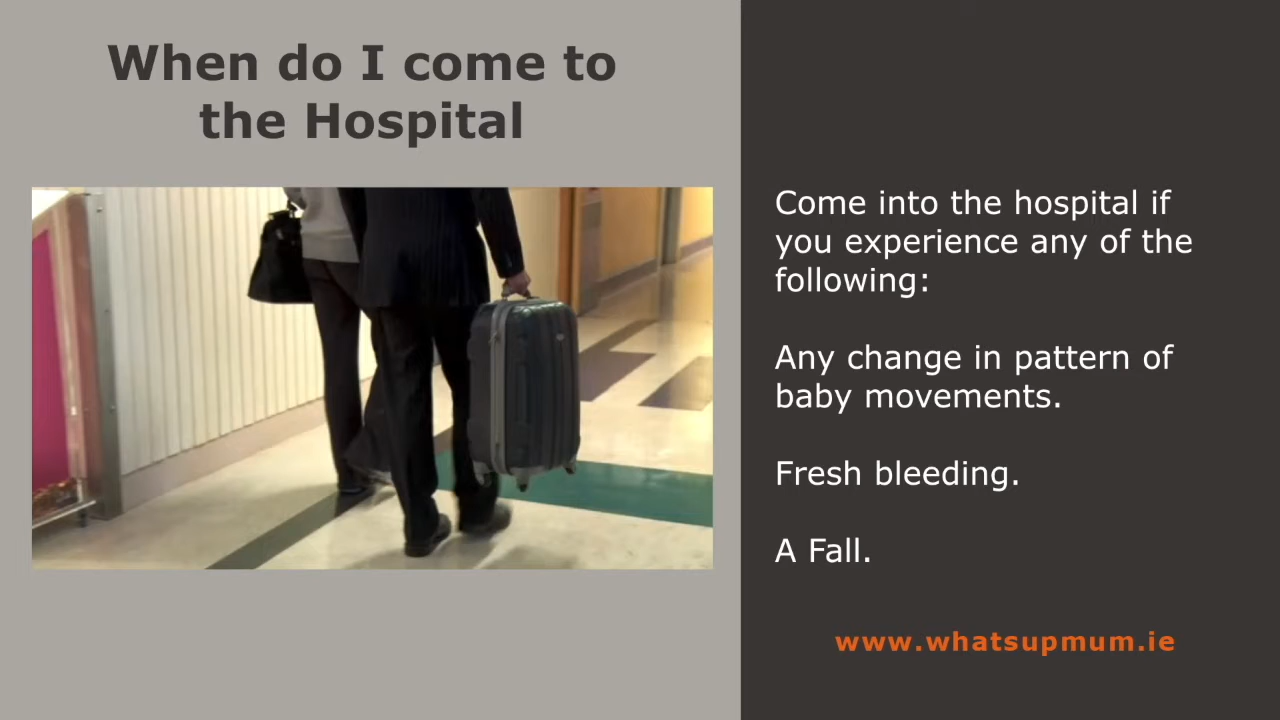 When do I come to
the Hospital
Come into the hospital if
you experience any of the
following:
Any change in pattern of
baby movements.
Fresh bleeding.
A Fall.
www.whatsupmum.ie